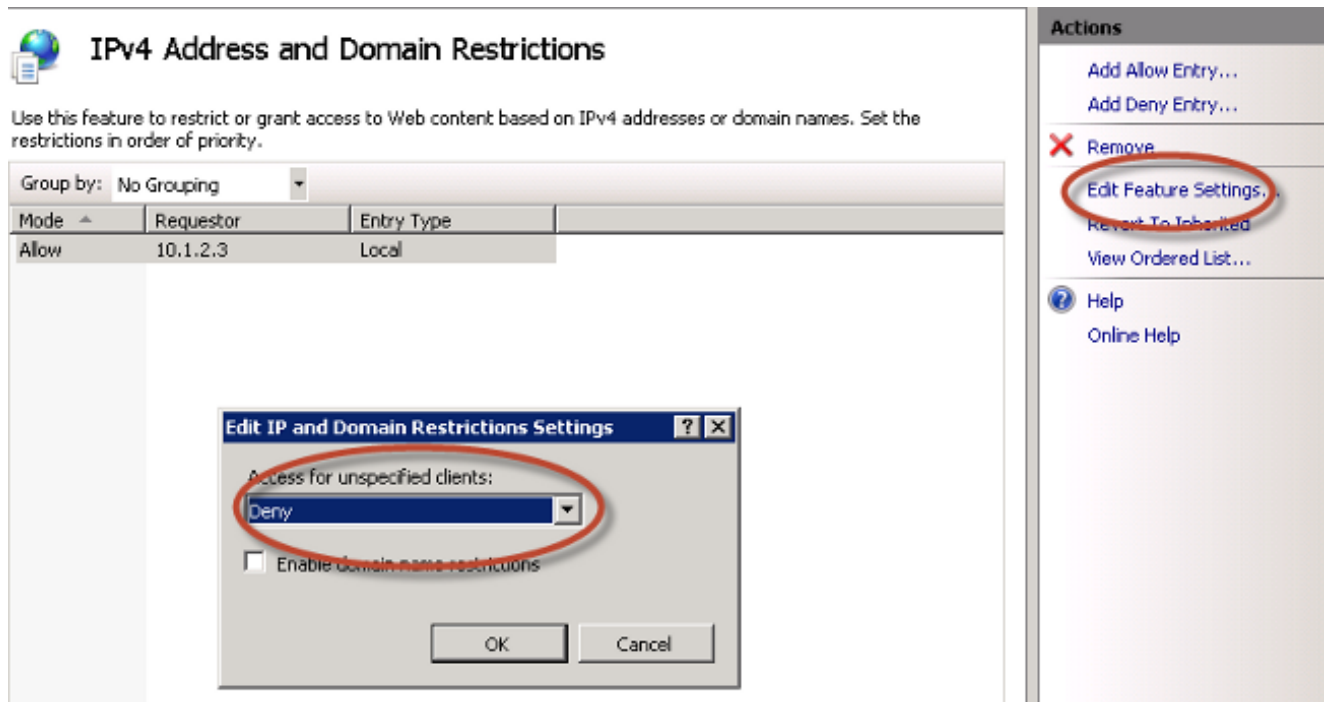 IPv4 Address and Domain Restrictions
Use this feature to restrict or grant access to Web content based on IPv4 addresses or domain names. Set the
restrictions in order of priority.
Group by: No Grouping
Mode Requestor Entry Type
Allow 10.1.2.3 Local
Edit IP and Domain Restrictions Settings
Access for unspecified clients:
Deny
Enable domain name restrictions
OK Cancel
Actions
Add Allow Entry...
Add Deny Entry...
Remove
Edit Feature Settings...
Revert To Inherited
View Ordered List...
Help
Online Help